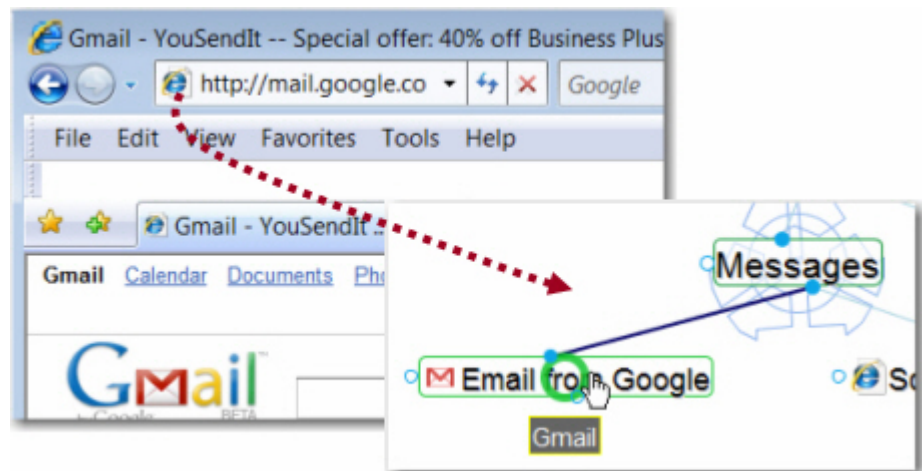 Gmail - YouSendIt -- Special offer: 40% off Business Plus
http://mail.google.co
Google
File Edit View Favorites Tools Help
Gmail - YouSendIt ..
Gmail Calendar Documents
GMail
BETA
Messages
Email from Google
Gmail